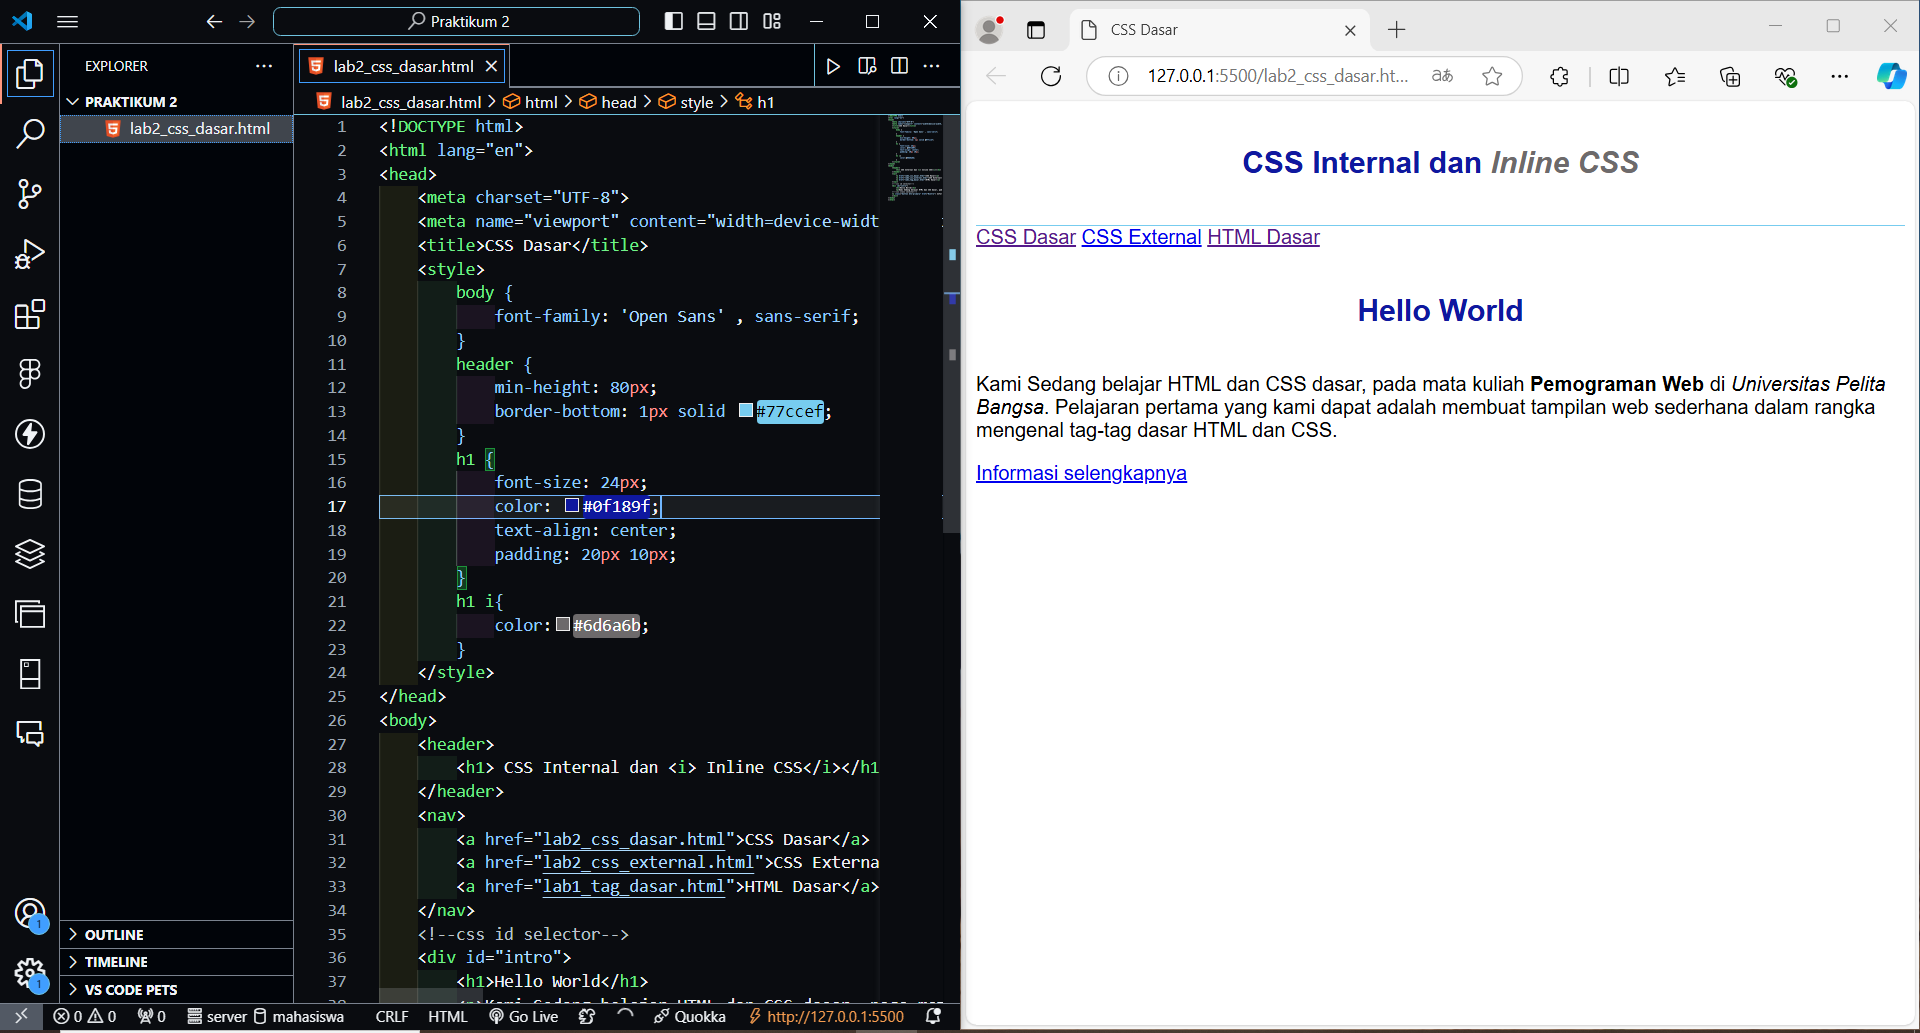 Praktikum 2
EXPLORER
PRAKTIKUM 2
lab2_css_dasar.html
OUTLINE
TIMELINE
VS CODE PETS
lab2_css_dasar.html
lab2_css_dasar.html > html > head > style > h1
1 <!DOCTYPE html>
2 <html lang="en">
3 <head>
4 <meta charset="UTF-8">
5 <meta name="viewport" content="width=device-widt
6 <title>CSS Dasar</title>
7 <style>
8 body {
9 font-family: 'Open Sans' , sans-serif;
10 }
11 header {
12 min-height: 80px;
13 border-bottom: 1px solid #77ccef;
14 }
15 h1 {
16 font-size: 24px;
17 color: #0f189f;
18 text-align: center;
19 padding: 20px 10px;
20 }
21 h1 i{
22 color: #6d6a6b;
23 }
24 </style>
25 </head>
26 <body>
27 <header>
28 <h1> CSS Internal dan <i> Inline CSS</i></h1
29 </header>
30 <nav>
31 <a href="lab2_css_dasar.html">CSS Dasar</a>
32 <a href="lab2_css_external.html">CSS Externa
33 <a href="lab1_tag_dasar.html">HTML Dasar</a>
34 </nav>
35 <!--css id selector-->
36 <div id="intro">
37 <h1>Hello World</h1>
0 0 0 server mahasiswa CRLF HTML Go Live Quokka http://127.0.0.1:5500
1
1
CSS Dasar
127.0.0.1:5500/lab2_css_dasar.ht...
CSS Internal dan Inline CSS
CSS Dasar CSS External HTML Dasar
Hello World
Kami Sedang belajar HTML dan CSS dasar, pada mata kuliah Pemograman Web di Universitas Pelita
Bangsa. Pelajaran pertama yang kami dapat adalah membuat tampilan web sederhana dalam rangka
mengenal tag-tag dasar HTML dan CSS.
Informasi selengkapnya